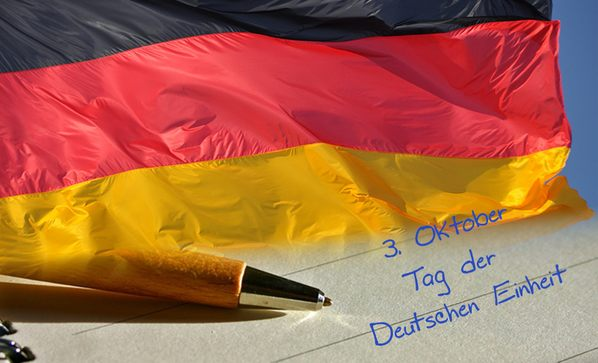 3. Oktober
Tag der
Deutschen Einheit